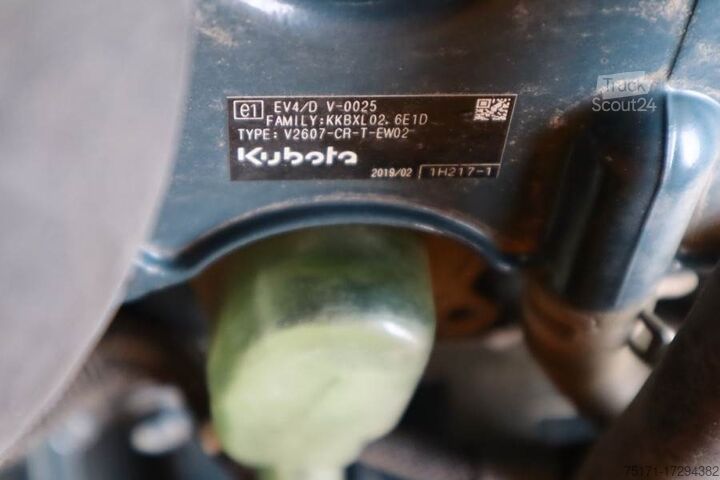 e1 EV4/D V-0025
FAMILY:KKBXL02.6E1D
TYPE: V2607-CR-T-EW02
Kubota
2019/02 1H217-1
Truck
Scout24
75171-17294382